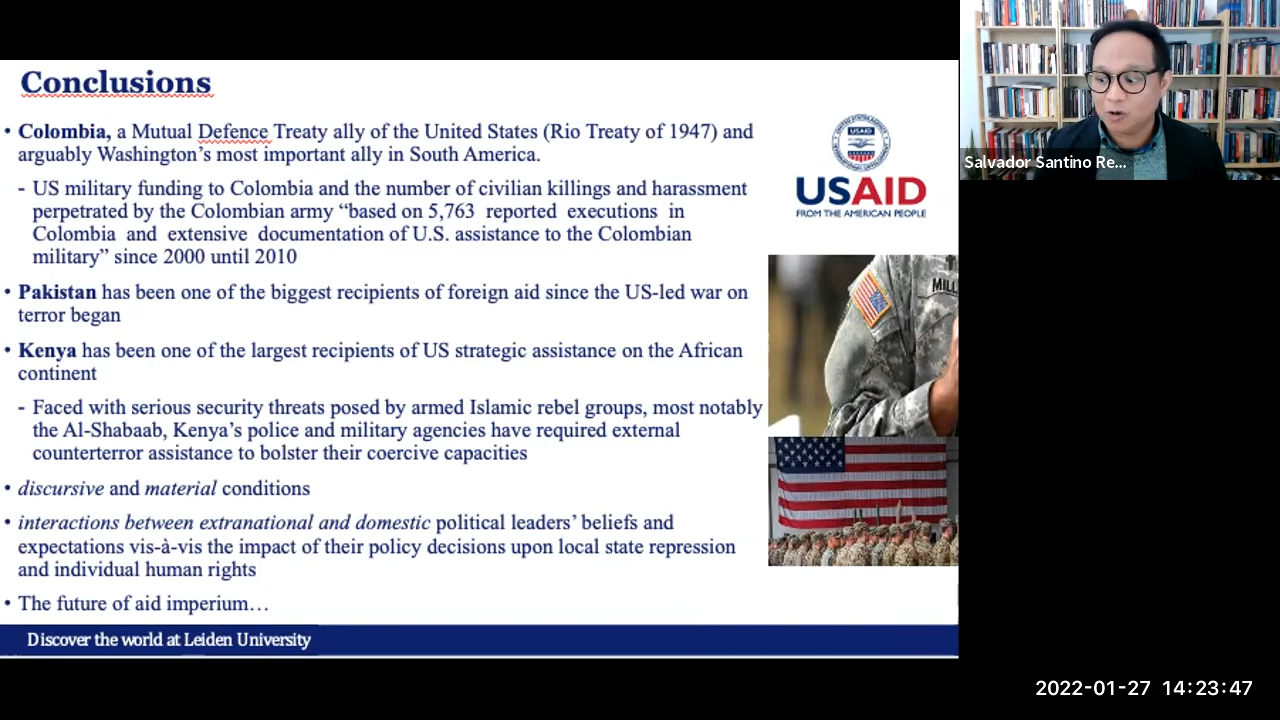 Conclusions
• Colombia, a Mutual Defence Treaty ally of the United States (Rio Treaty of 1947) and
arguably Washington's most important ally in South America.
- US military funding to Colombia and the number of civilian killings and harassment
perpetrated by the Colombian army “based on 5,763 reported executions in
Colombia and extensive documentation of U.S. assistance to the Colombian
military” since 2000 until 2010
• Pakistan has been one of the biggest recipients of foreign aid since the US-led war on
terror began
• Kenya has been one of the largest recipients of US strategic assistance on the African
continent
- Faced with serious security threats posed by armed Islamic rebel groups, most notably
the Al-Shabaab, Kenya’s police and military agencies have required external
counterterror assistance to bolster their coercive capacities
• discursive and material conditions
• interactions between extranational and domestic political leaders’ beliefs and
expectations vis-à-vis the impact of their policy decisions upon local state repression
and individual human rights
• The future of aid imperium…
Discover the world at Leiden University
USAID
USAID
FROM THE AMERICAN PEOPLE
MILL
Salvador Santino Re...
2022-01-27 14:23:47